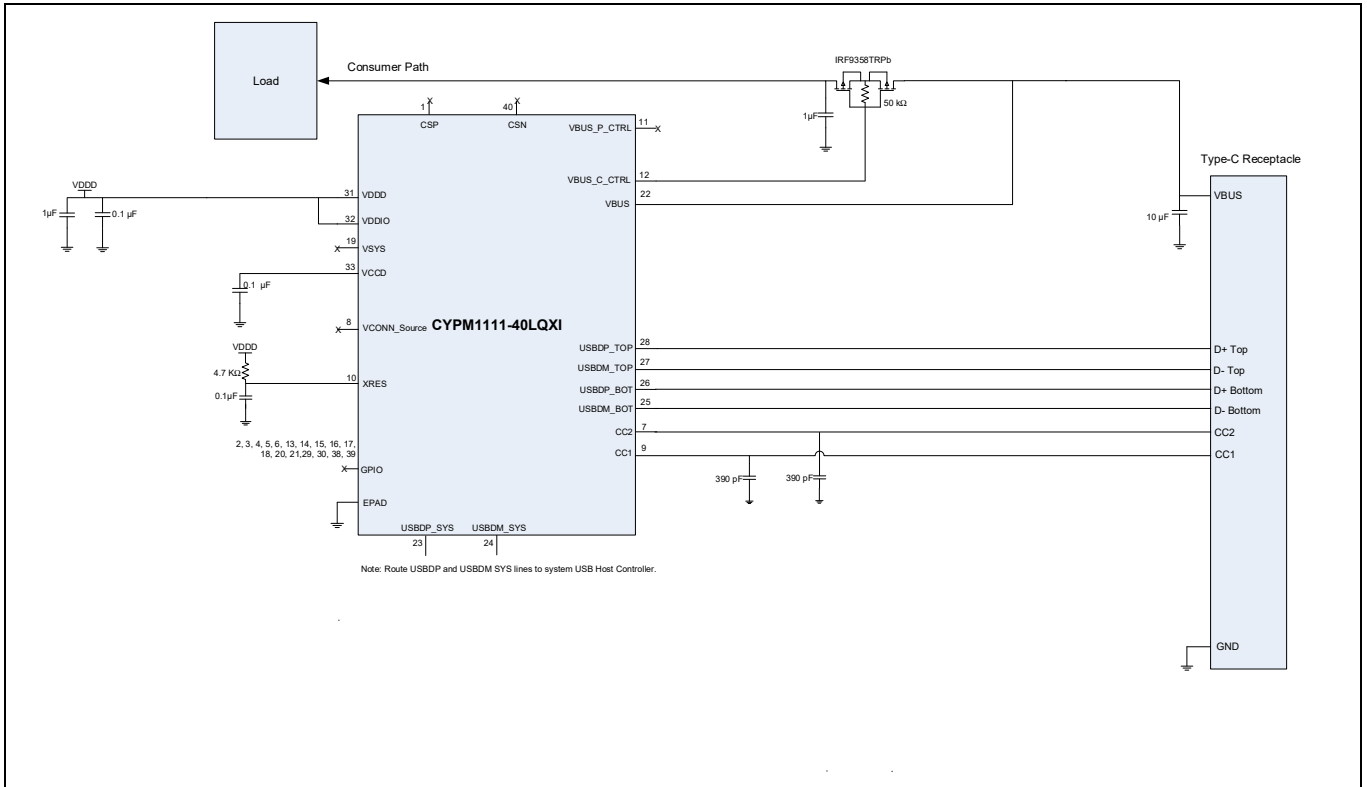 IRF9358TRPb
Load
Consumer Path
50 kΩ
1
40
CSP
CSN
1µF
VBUS_P_CTRL
11
Type-C Receptacle
VBUS_C_CTRL
12
VDDD
31
VDDD
22
VBUS
VBUS
1µF
0.1 µF
32
VDDIO
10 µF
19
VSYS
33
VCCD
0.1 µF
8
VCONN_Source
CYPM1111-40LQXI
VDDD
USBDP_TOP
28
D+ Top
4.7 KΩ
USBDM_TOP
27
D- Top
10
XRES
USBDP_BOT
26
D+ Bottom
0.1µF
USBDM_BOT
25
D- Bottom
CC2
7
CC2
2, 3, 4, 5, 6, 13, 14, 15, 16, 17,
18, 20, 21,29, 30, 38, 39
CC1
9
CC1
GPIO
390 pF
390 pF
EPAD
USBDP_SYS
USBDM_SYS
23
24
Note: Route USBDP and USBDM SYS lines to system USB Host Controller.
GND